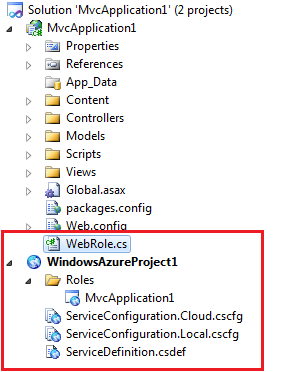 Solution 'MvcApplication1' (2 projects)
MvcApplication1
Properties
References
App_Data
Content
Controllers
Models
Scripts
Views
Global.asax
packages.config
Web.config
WebRole.cs
WindowsAzureProject1
Roles
MvcApplication1
ServiceConfiguration.Cloud.cscfg
ServiceConfiguration.Local.cscfg
ServiceDefinition.csdef